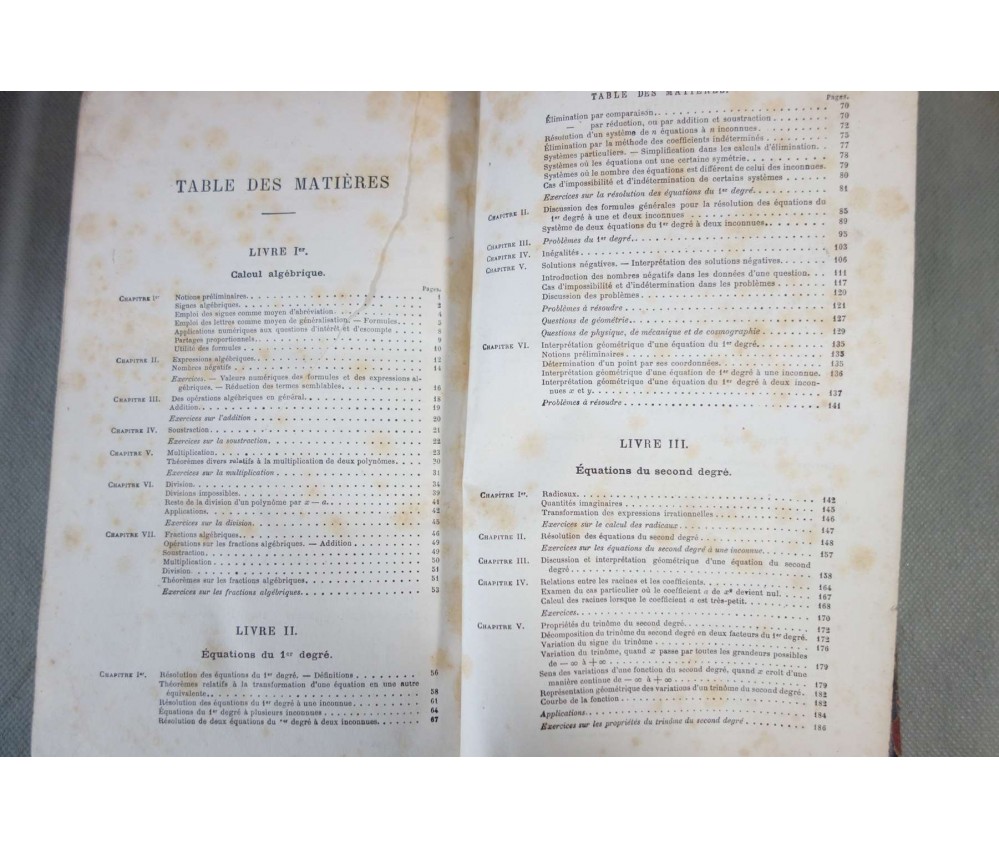 TABLE DES MATIÈRES
LIVRE Ier.
Calcul algébrique.
Pages.
CHAPITRE Ier Notions préliminaires. 1
Signes algébriques. 2
Emploi des signes comme moyen d'abréviation. 4
Emploi des lettres comme moyen de généralisation. — Formules. 5
Applications numériques aux questions d'intérêt et d'escompte 8
Partages proportionnels. 9
Utilité des formules 10
CHAPITRE II. Expressions algébriques. 12
Nombres négatifs 14
Exercices. — Valeurs numériques des formules et des expressions al-
gébriques. — Réduction des termes semblables. 16
CHAPITRE III. Des opérations algébriques en général. 18
Addition. 19
Exercices sur l'addition 20
CHAPITRE IV. Soustraction. 21
Exercices sur la soustraction. 22
CHAPITRE V. Multiplication. 23
Théorèmes divers relatifs à la multiplication de deux polynômes. 30
Exercices sur la multiplication 31
CHAPITRE VI. Division. 34
Divisions impossibles. 39
Reste de la division d'un polynôme par x — a. 41
Applications. 42
Exercices sur la division. 45
CHAPITRE VII. Fractions algébriques. 46
Opérations sur les fractions algébriques. — Addition 49
Soustraction. 49
Multiplication 50
Division. 51
Théorèmes sur les fractions algébriques. 51
Exercices sur les fractions algébriques. 53
LIVRE II.
Équations du 1er degré.
CHAPITRE Ier. Résolution des équations du 1er degré. — Définitions 56
Théorèmes relatifs à la transformation d'une équation en une autre
équivalente. 58
Résolution des équations du 1er degré à une inconnue 61
Équations du 1er degré à plusieurs inconnues 64
Résolution de deux équations du 1er degré à deux inconnues. 67
TABLE DES MATIÈRES.
Pages.
Élimination par comparaison. 70
— par réduction, ou par addition et soustraction 70
Résolution d'un système de n équations à n inconnues. 72
Élimination par la méthode des coefficients indéterminés 75
Systèmes particuliers. — Simplification dans les calculs d'élimination. 77
Systèmes où les équations ont une certaine symétrie. 78
Systèmes où le nombre des équations est différent de celui des inconnues. 79
Cas d'impossibilité et d'indétermination de certains systèmes 80
Exercices sur la résolution des équations du 1er degré. 81
CHAPITRE II. Discussion des formules générales pour la résolution des équations du
1er degré à une et deux inconnues 85
Système de deux équations du 1er degré à deux inconnues. 89
CHAPITRE III. Problèmes du 1er degré. 95
CHAPITRE IV. Inégalités 103
CHAPITRE V. Solutions négatives. — Interprétation des solutions négatives. 106
Introduction des nombres négatifs dans les données d'une question. 111
Cas d'impossibilité et d'indétermination dans les problèmes 117
Discussion des problèmes 120
Problèmes à résoudre 121
Questions de géométrie. 127
Questions de physique, de mécanique et de cosmographie 129
CHAPITRE VI. Interprétation géométrique d'une équation du 1er degré. 135
Notions préliminaires 135
Détermination d'un point par ses coordonnées. 135
Interprétation géométrique d'une équation de 1er degré à une inconnue 136
Interprétation géométrique d'une équation du 1er degré à deux incon-
nues x et y. 137
Problèmes à résoudre 141
LIVRE III.
Équations du second degré.
CHAPITRE Ier. Radicaux. 142
Quantités imaginaires 145
Transformation des expressions irrationnelles 146
Exercices sur le calcul des radicaux 147
CHAPITRE II. Résolution des équations du second degré 148
Exercices sur les équations du second degré à une inconnue. 157
CHAPITRE III. Discussion et interprétation géométrique d'une équation du second
degré 158
CHAPITRE IV. Relations entre les racines et les coefficients. 164
Examen du cas particulier où le coefficient a de x² devient nul. 167
Calcul des racines lorsque le coefficient a est très-petit. 168
Exercices. 170
CHAPITRE V. Propriétés du trinôme du second degré. 172
Décomposition du trinôme du second degré en deux facteurs du 1er degré. 172
Variation du signe du trinôme 176
Variation du trinôme, quand x passe par toutes les grandeurs possibles
de — ∞ à + ∞ 179
Sens des variations d'une fonction du second degré, quand x croit d'une
manière continue de — ∞ à + ∞ 179
Représentation géométrique des variations d'un trinôme du second degré. 182
Courbe de la fonction 182
Applications. 184
Exercices sur les propriétés du trinôme du second degré 186